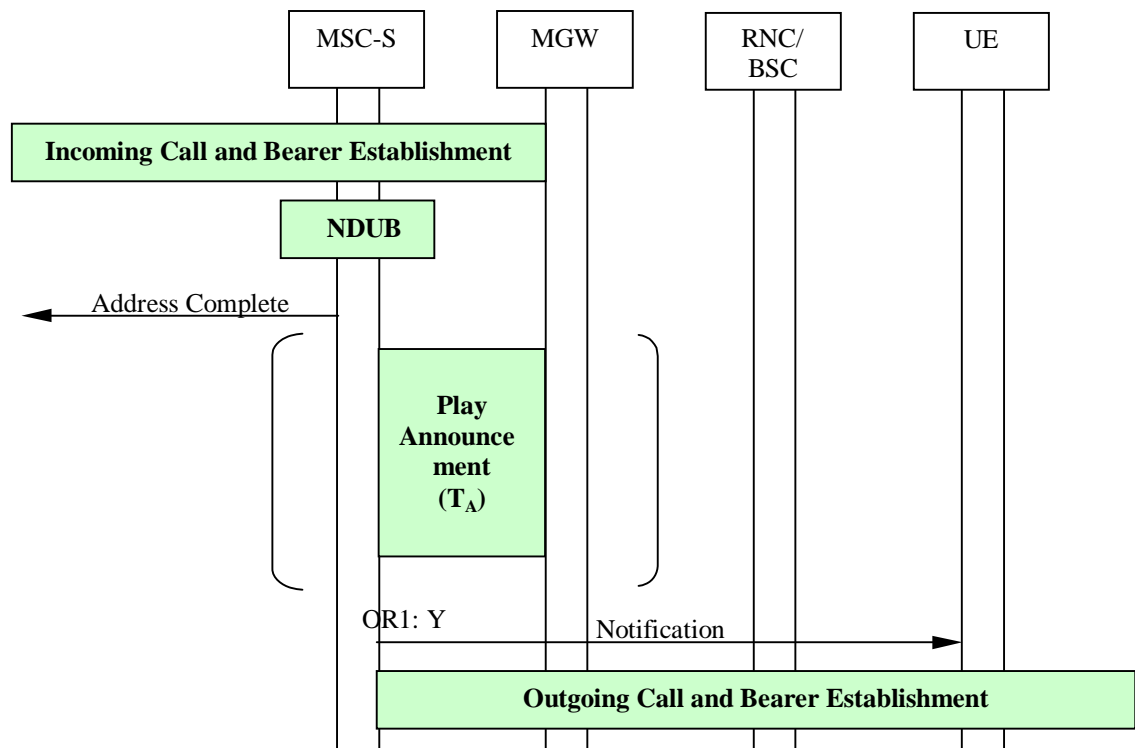 MSC-S
MGW
RNC/
BSC
UE
Incoming Call and Bearer Establishment
NDUB
Address Complete
Play
Announce
ment
(TA)
OR1: Y
Notification
Outgoing Call and Bearer Establishment